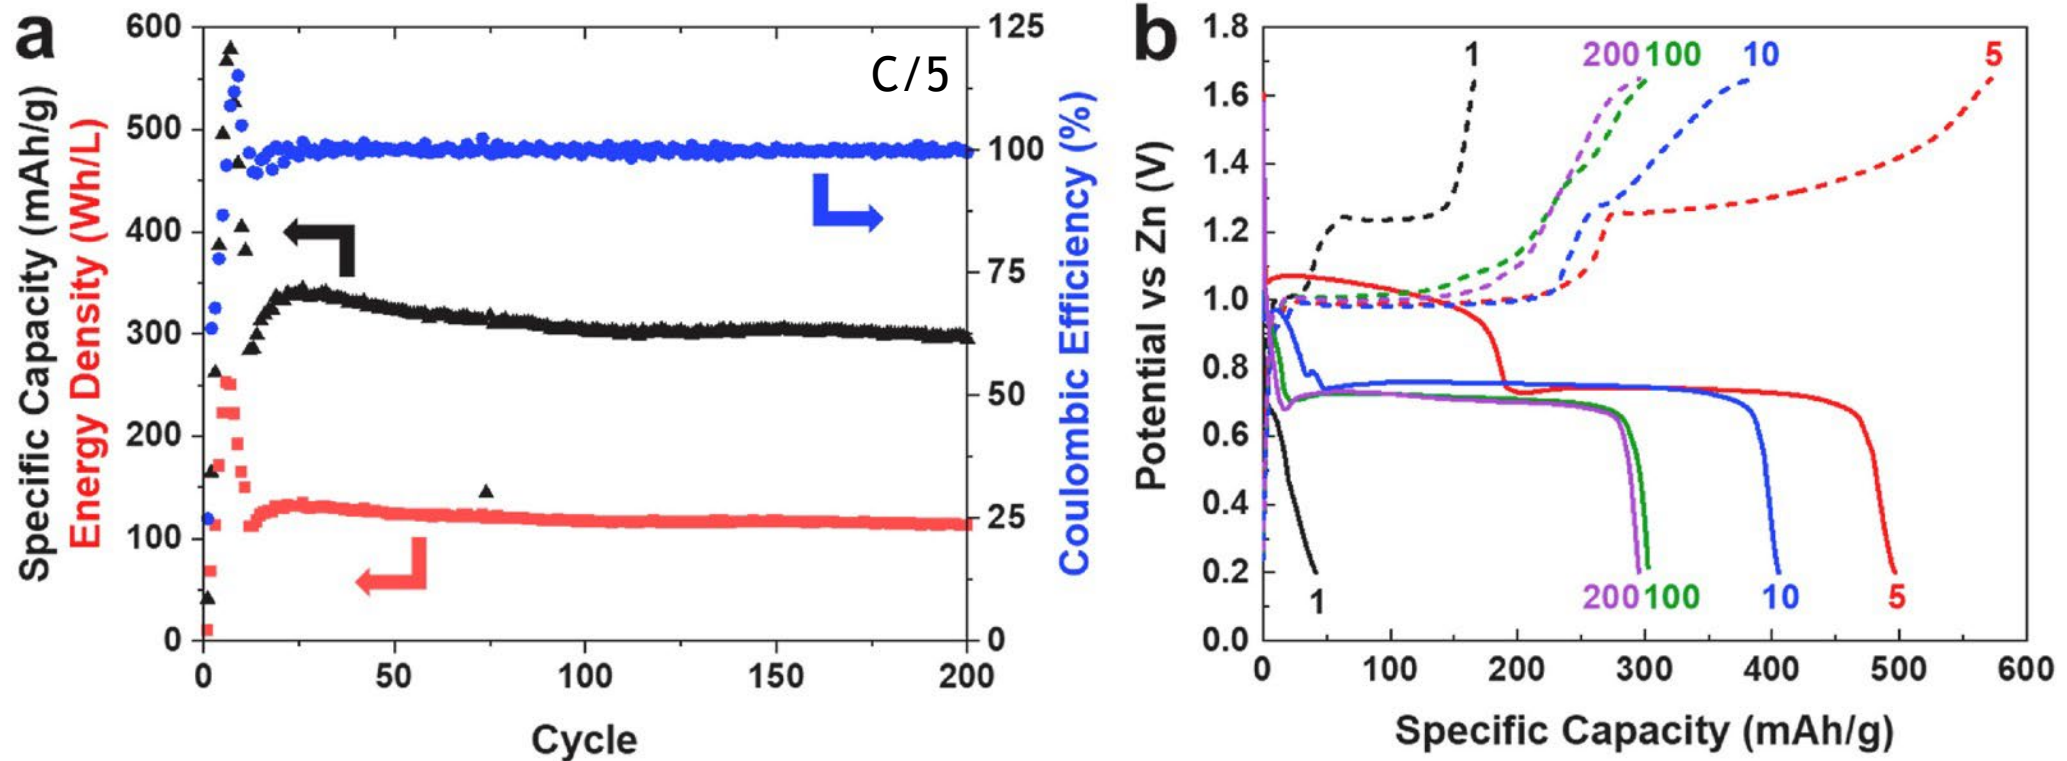 a
Specific Capacity (mAh/g)
Energy Density (Wh/L)
600
500
400
300
200
100
0
C/5
125
100
75
50
25
0
Coulombic Efficiency (%)
0 50 100 150 200
Cycle
b
Potential vs Zn (V)
1.8
1.6
1.4
1.2
1.0
0.8
0.6
0.4
0.2
0.0
1 200 100 10 5
1 200 100 10 5
0 100 200 300 400 500 600
Specific Capacity (mAh/g)